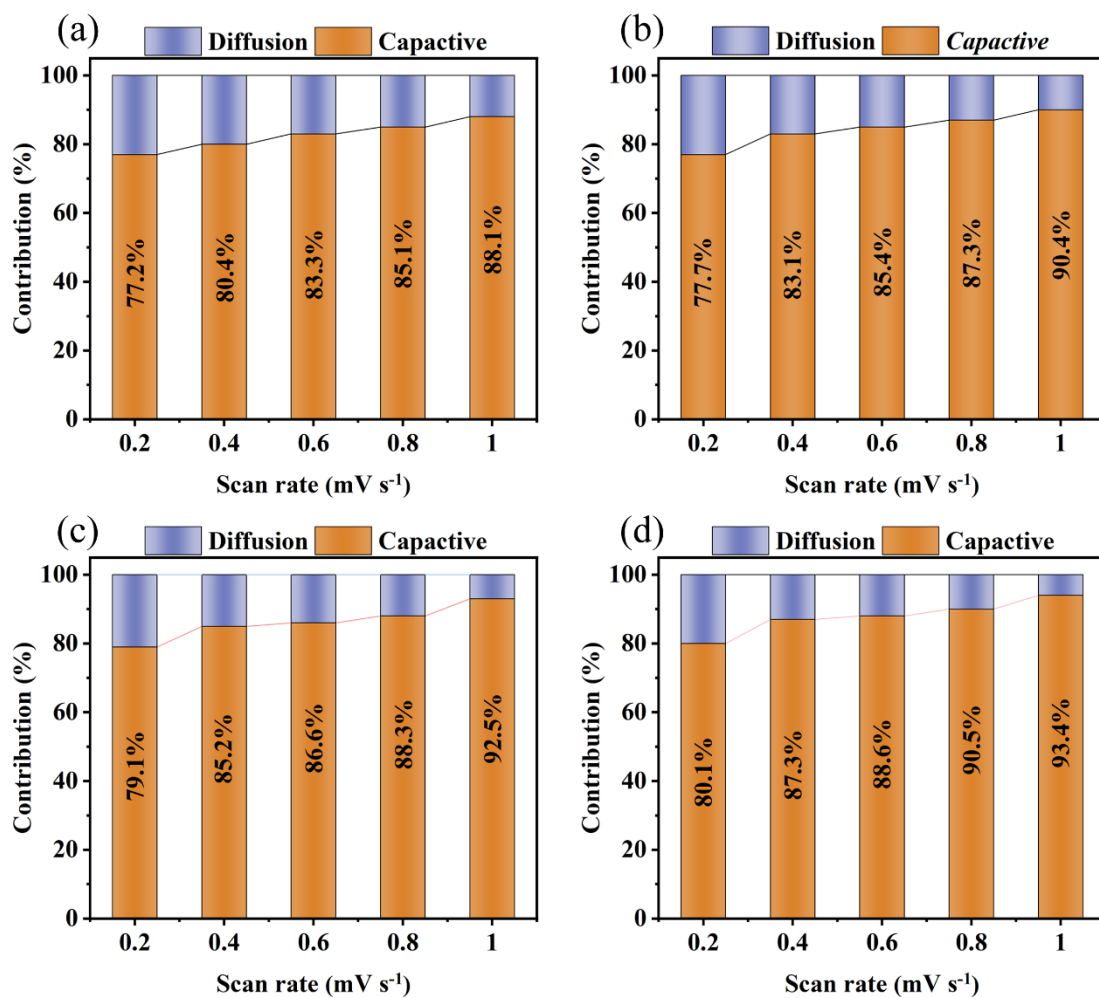 (a) Diffusion Capactive
100
80
60
40
20
0
Contribution (%)
77.2%
80.4%
83.3%
85.1%
88.1%
0.2 0.4 0.6 0.8 1
Scan rate (mV s⁻¹)
(b) Diffusion Capactive
100
80
60
40
20
0
Contribution (%)
77.7%
83.1%
85.4%
87.3%
90.4%
0.2 0.4 0.6 0.8 1
Scan rate (mV s⁻¹)
(c) Diffusion Capactive
100
80
60
40
20
0
Contribution (%)
79.1%
85.2%
86.6%
88.3%
92.5%
0.2 0.4 0.6 0.8 1
Scan rate (mV s⁻¹)
(d) Diffusion Capactive
100
80
60
40
20
0
Contribution (%)
80.1%
87.3%
88.6%
90.5%
93.4%
0.2 0.4 0.6 0.8 1
Scan rate (mV s⁻¹)